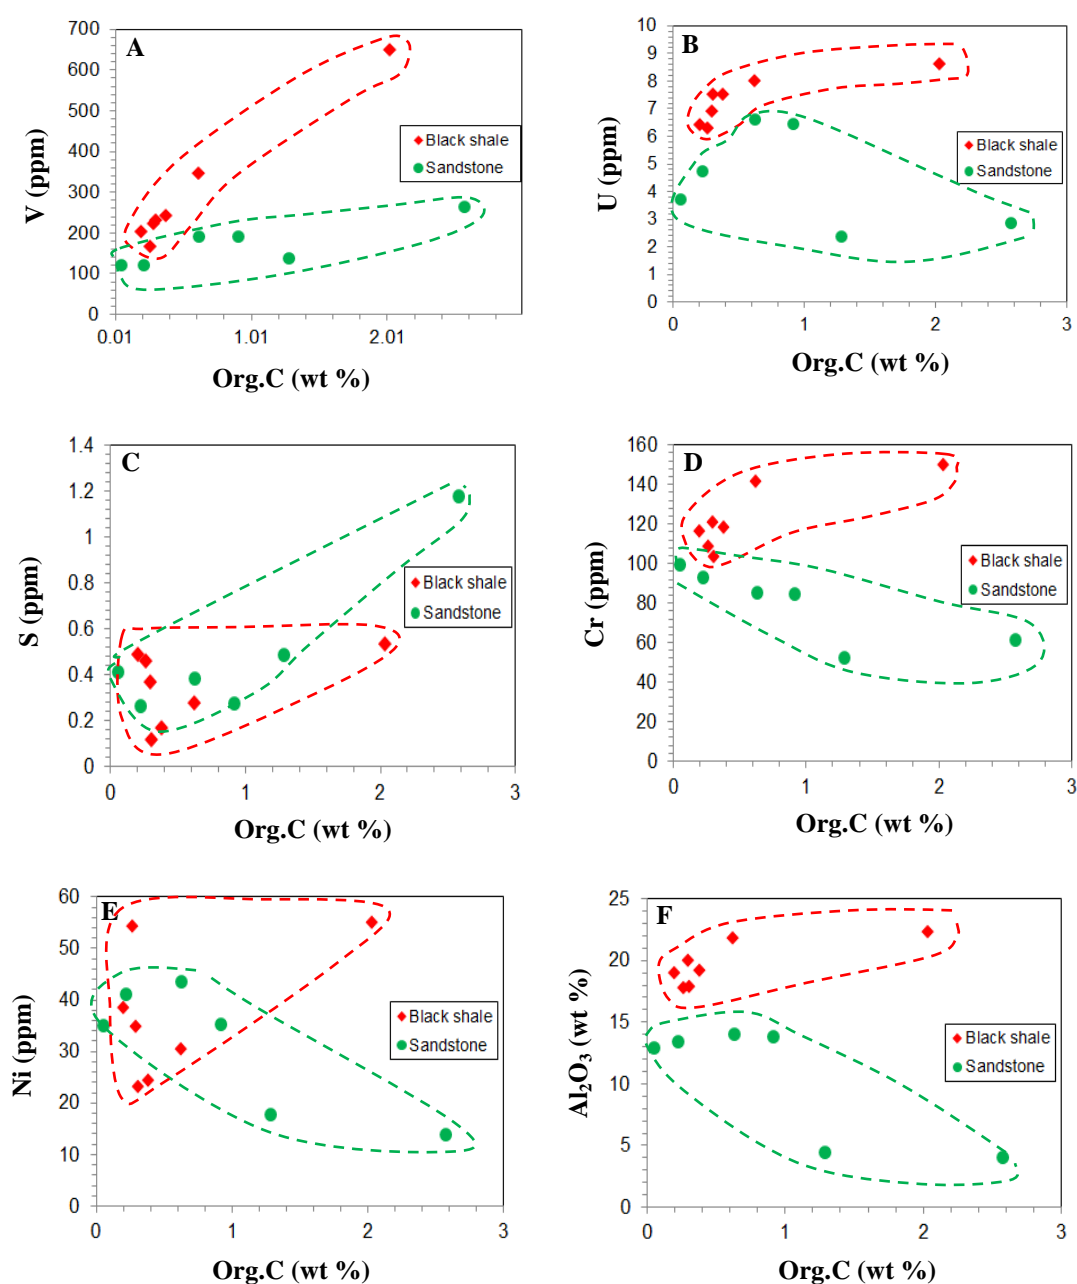 A
V (ppm)
700
600
500
400
300
200
100
0
0.01
1.01
2.01
Black shale
Sandstone
Org.C (wt %)
B
U (ppm)
10
9
8
7
6
5
4
3
2
1
0
0
1
2
3
Black shale
Sandstone
Org.C (wt %)
C
S (ppm)
1.4
1.2
1
0.8
0.6
0.4
0.2
0
0
1
2
3
Black shale
Sandstone
Org.C (wt %)
D
Cr (ppm)
160
140
120
100
80
60
40
20
0
0
1
2
3
Black shale
Sandstone
Org.C (wt %)
E
Ni (ppm)
60
50
40
30
20
10
0
0
1
2
3
Black shale
Sandstone
Org.C (wt %)
F
Al₂O₃ (wt %)
25
20
15
10
5
0
0
1
2
3
Black shale
Sandstone
Org.C (wt %)